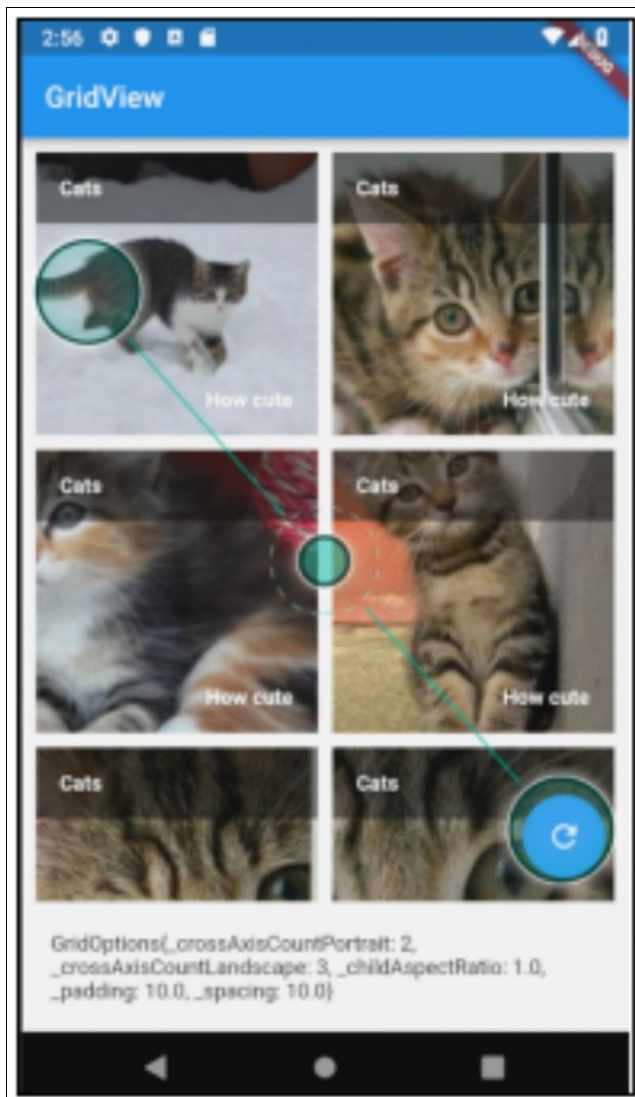 2:56
DEBUG
GridView
Cats
Cats
How cute
How cute
Cats
Cats
How cute
How cute
Cats
Cats
GridOptions{_crossAxisCountPortrait: 2,
_crossAxisCountLandscape: 3, _childAspectRatio: 1.0,
_padding: 10.0, _spacing: 10.0}